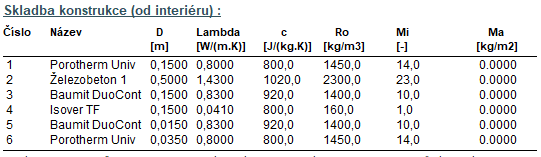 Skladba konstrukce (od interiéru) :
Číslo Název D Lambda c Ro Mi Ma
[m] [W/(m.K)] [J/(kg.K)] [kg/m3] [-] [kg/m2]
1 Porotherm Univ 0,1500 0,8000 800,0 1450,0 14,0 0.0000
2 Železobeton 1 0,5000 1,4300 1020,0 2300,0 23,0 0.0000
3 Baumit DuoCont 0,1500 0,8300 920,0 1400,0 10,0 0.0000
4 Isover TF 0,1500 0,0410 800,0 160,0 1,0 0.0000
5 Baumit DuoCont 0,0150 0,8300 920,0 1400,0 10,0 0.0000
6 Porotherm Univ 0,0350 0,8000 800,0 1450,0 14,0 0.0000